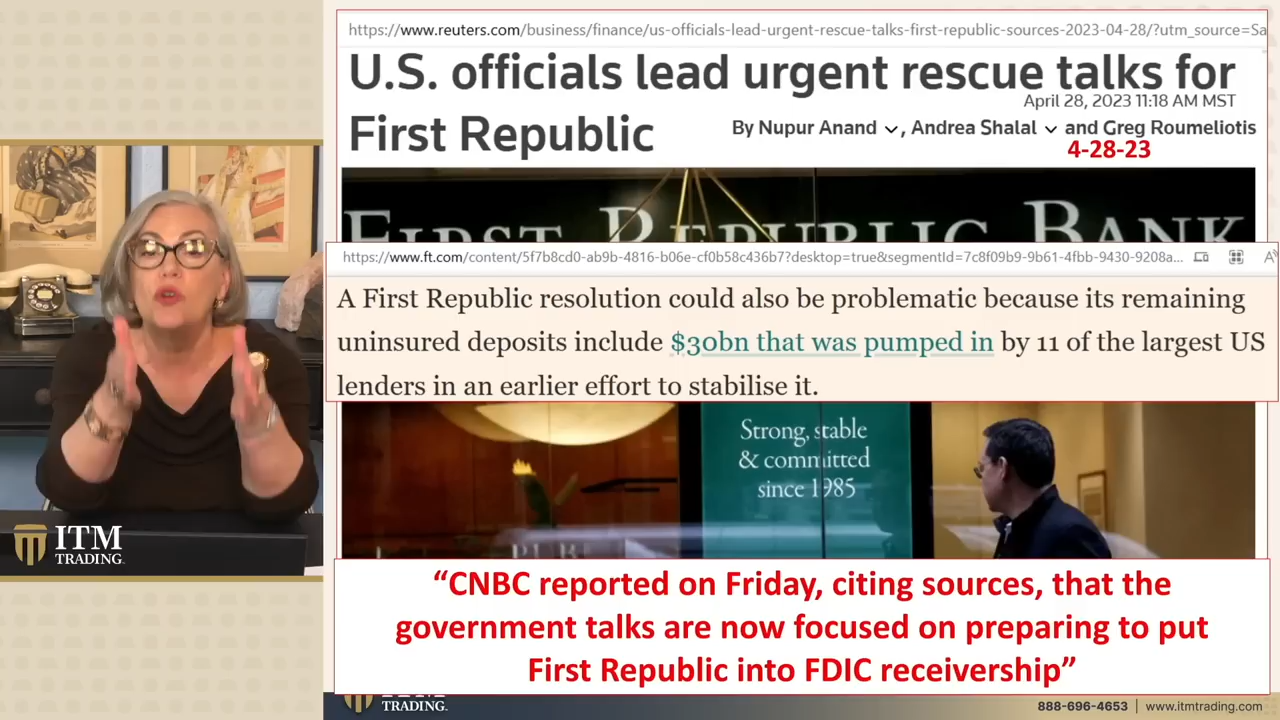 https://www.reuters.com/business/finance/us-officials-lead-urgent-rescue-talks-first-republic-sources-2023-04-28/?utm_source=Sa
U.S. officials lead urgent rescue talks for
First Republic
April 28, 2023 11:18 AM MST
By Nupur Anand, Andrea Shalal and Greg Roumeliotis
4-28-23
FIRST REPUBLIC BANK
https://www.ft.com/content/5f7b8cd0-ab9b-4816-b06e-cf0b58c436b7?desktop=true&segmentId=7c8f09b9-9b61-4fbb-9430-9208a...
A First Republic resolution could also be problematic because its remaining
uninsured deposits include $30bn that was pumped in by 11 of the largest US
lenders in an earlier effort to stabilise it.
Strong, stable
& committed
since 1985
ITM
TRADING.
“CNBC reported on Friday, citing sources, that the
government talks are now focused on preparing to put
First Republic into FDIC receivership”
TRADING.
888-696-4653 | www.itmtrading.com